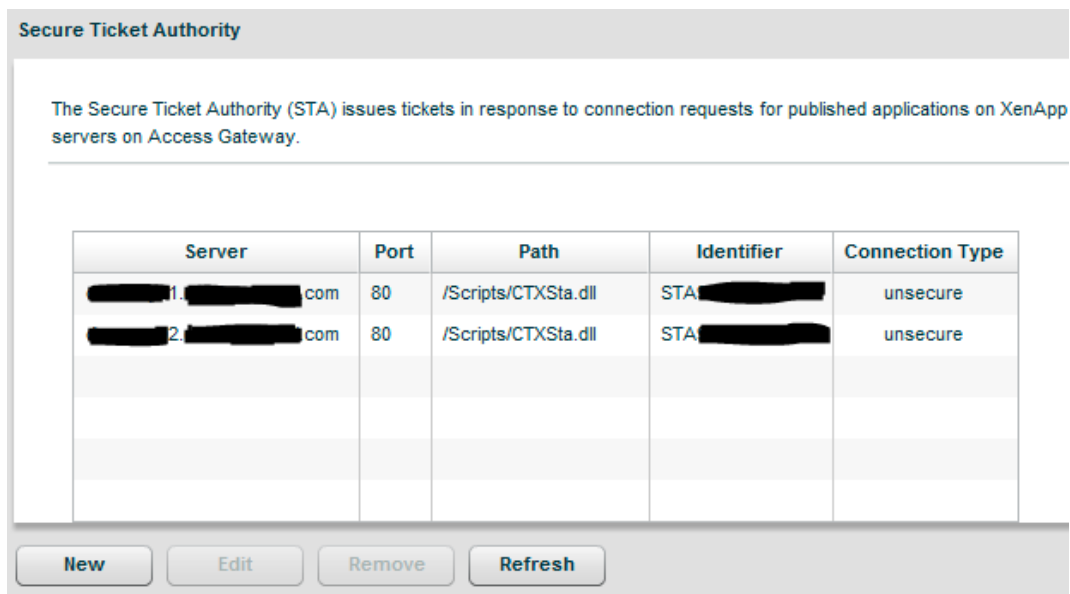 Secure Ticket Authority
The Secure Ticket Authority (STA) issues tickets in response to connection requests for published applications on XenApp
servers on Access Gateway.
Server Port Path Identifier Connection Type
1. .com 80 /Scripts/CTXSta.dll STA unsecure
2. .com 80 /Scripts/CTXSta.dll STA unsecure
New Edit Remove Refresh